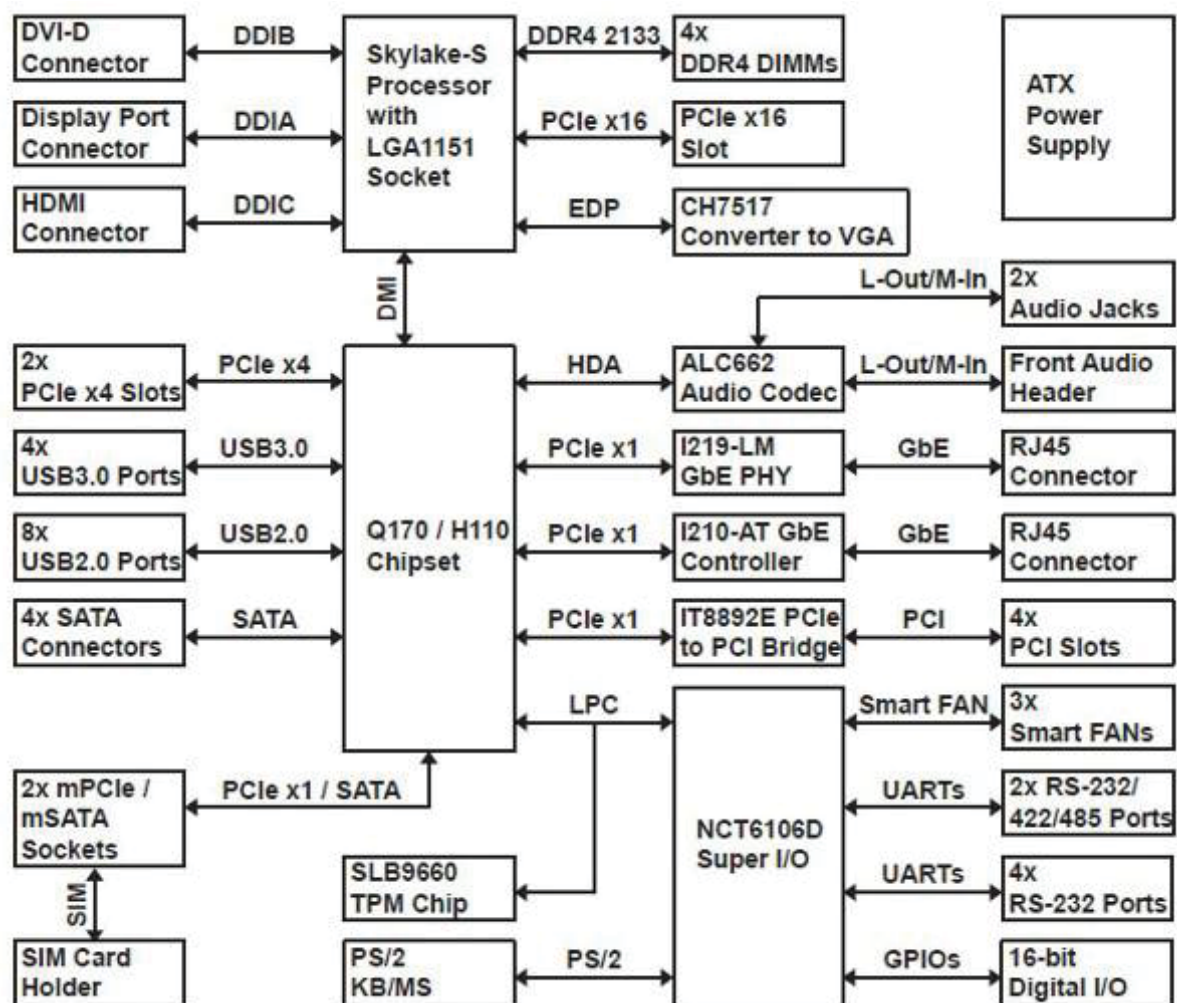 DVI-D
Connector
DDIB
Skylake-S
Processor
with
LGA1151
Socket
DDR4 2133
4x
DDR4 DIMMs
ATX
Power
Supply
Display Port
Connector
DDIA
PCIe x16
PCIe x16
Slot
HDMI
Connector
DDIC
EDP
CH7517
Converter to VGA
DMI
L-Out/M-In
2x
Audio Jacks
2x
PCIe x4 Slots
PCIe x4
Q170 / H110
Chipset
HDA
ALC662
Audio Codec
L-Out/M-In
Front Audio
Header
4x
USB3.0 Ports
USB3.0
PCIe x1
I219-LM
GbE PHY
GbE
RJ45
Connector
8x
USB2.0 Ports
USB2.0
PCIe x1
I210-AT GbE
Controller
GbE
RJ45
Connector
4x SATA
Connectors
SATA
PCIe x1
IT8892E PCIe
to PCI Bridge
PCI
4x
PCI Slots
LPC
NCT6106D
Super I/O
Smart FAN
3x
Smart FANs
2x mPCIe /
mSATA
Sockets
PCIe x1 / SATA
UARTs
2x RS-232/
422/485 Ports
SLB9660
TPM Chip
UARTs
4x
RS-232 Ports
SIM
SIM Card
Holder
PS/2
KB/MS
PS/2
GPIOs
16-bit
Digital I/O